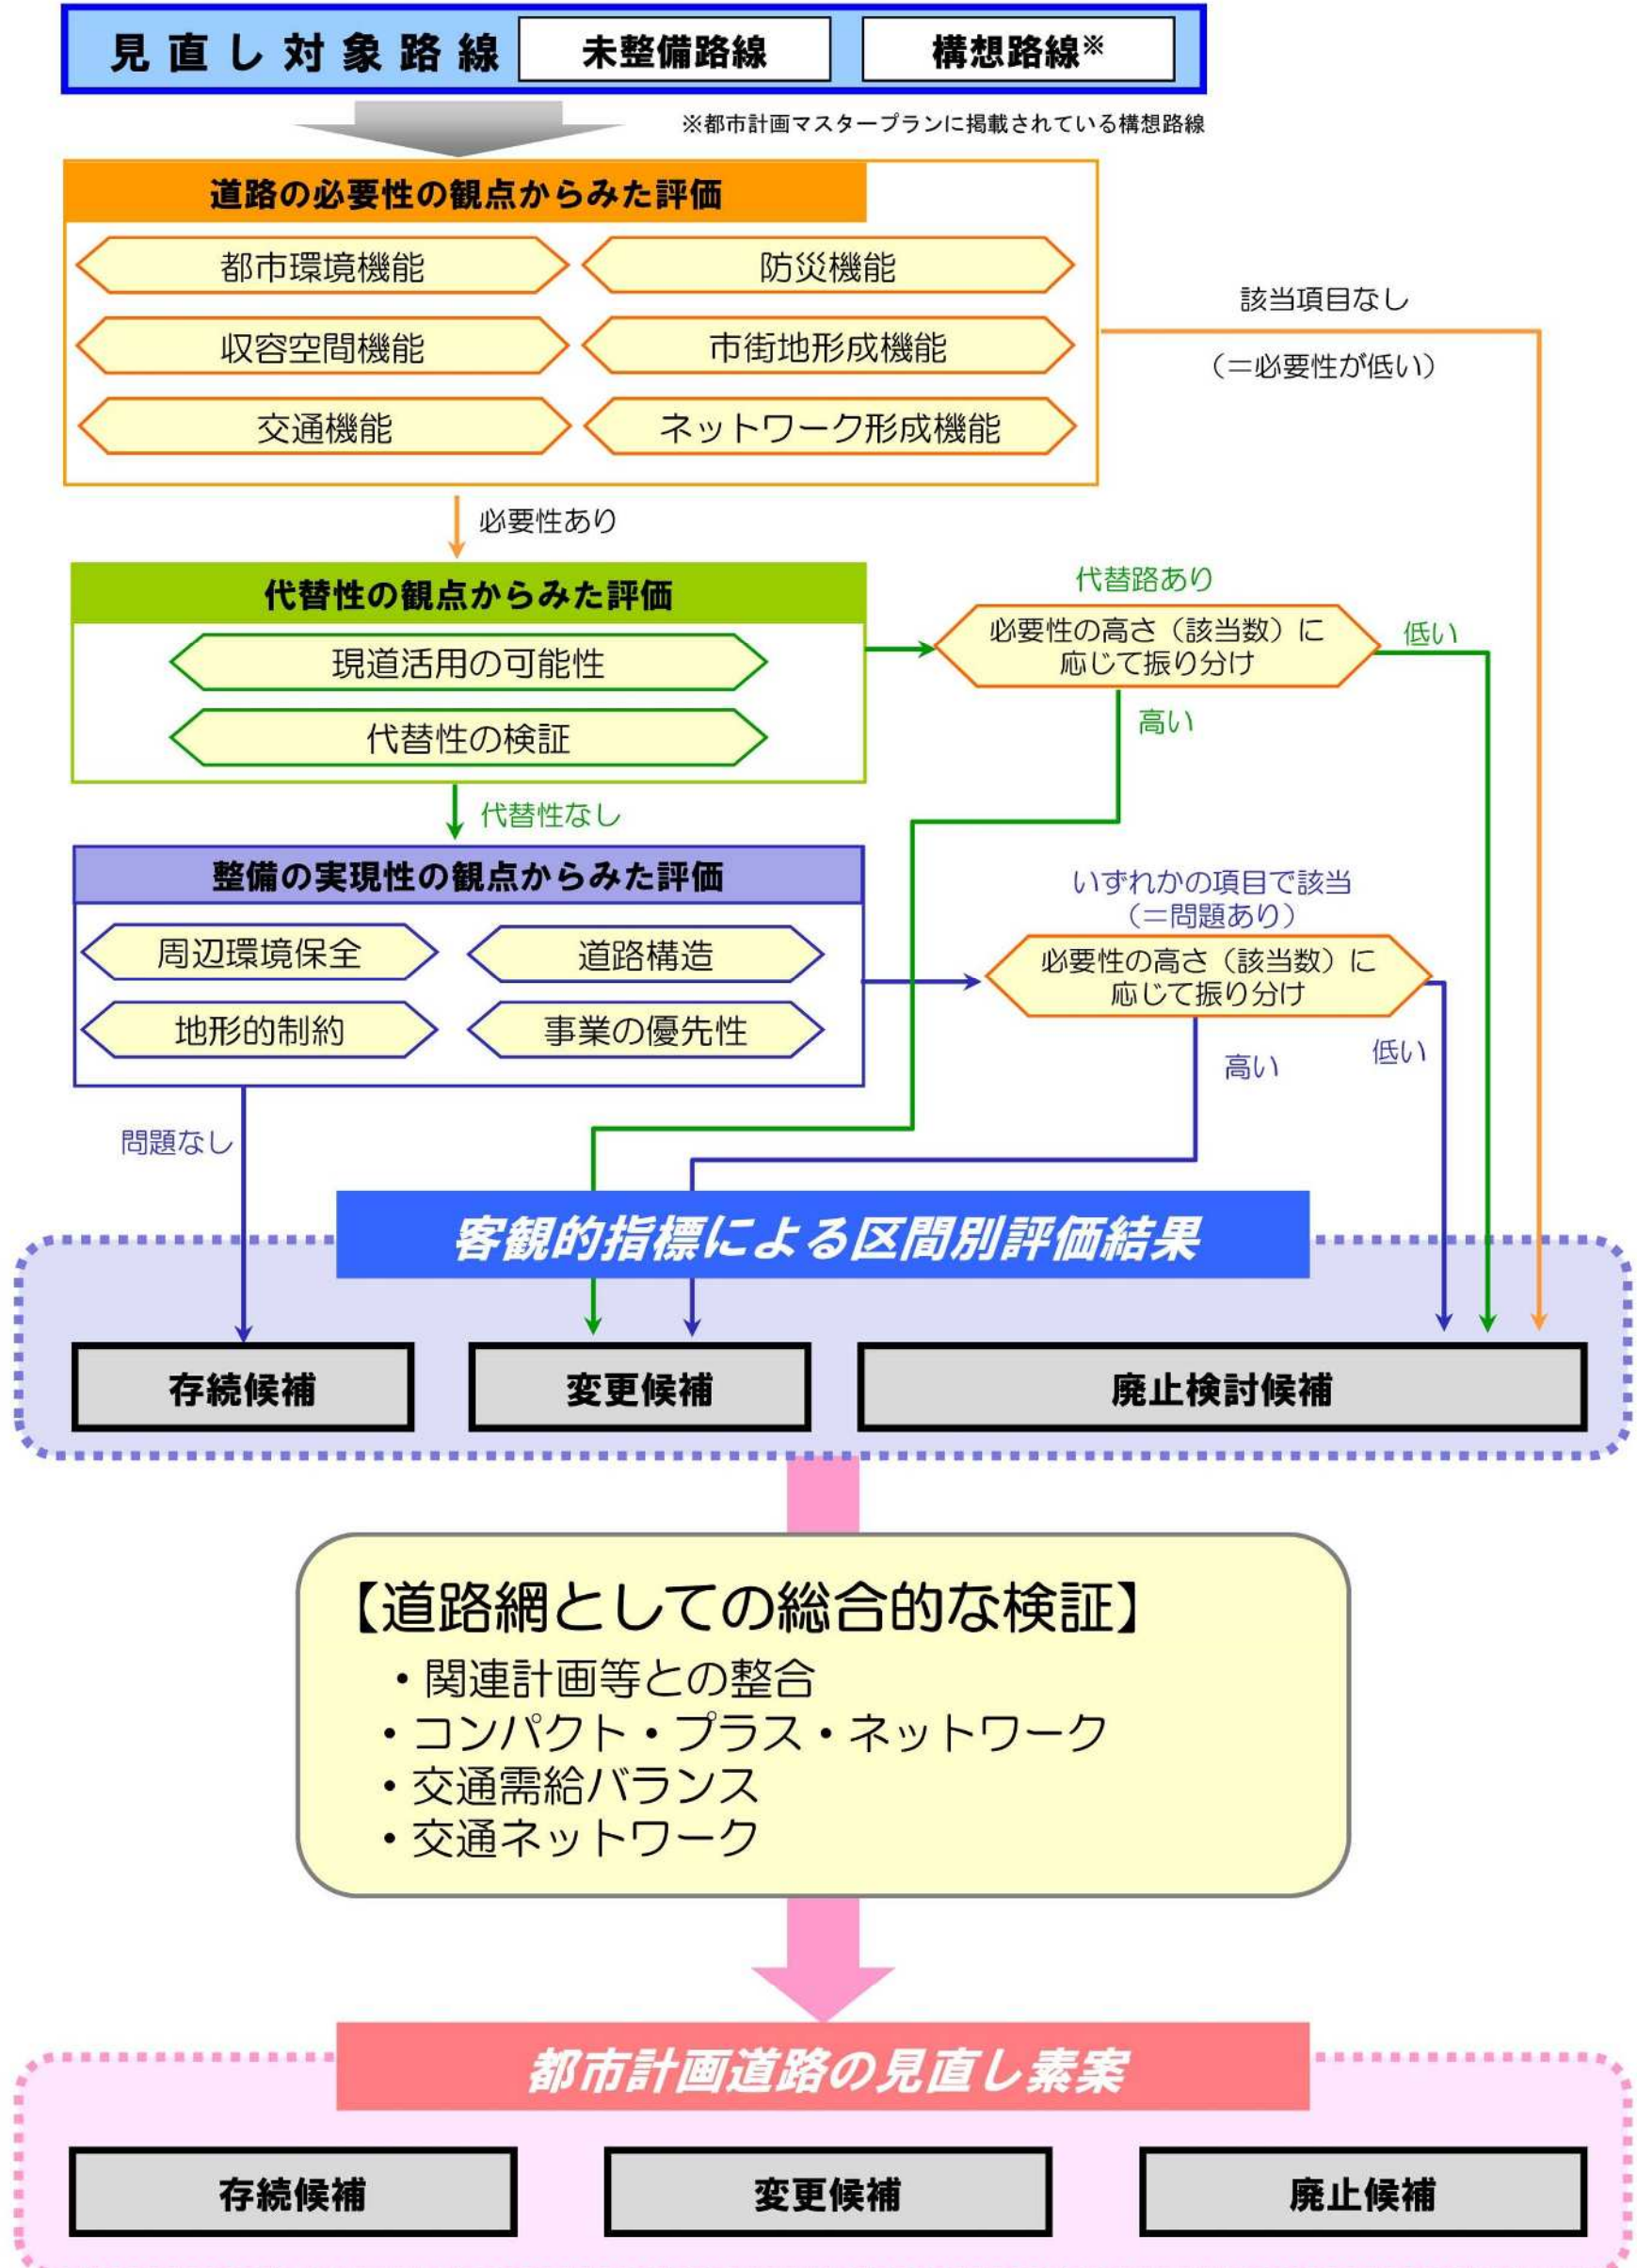 見直し対象路線
未整備路線
構想路線※
※都市計画マスタープランに掲載されている構想路線
道路の必要性の観点からみた評価
都市環境機能
防災機能
収容空間機能
市街地形成機能
交通機能
ネットワーク形成機能
該当項目なし
（＝必要性が低い）
必要性あり
代替性の観点からみた評価
現道活用の可能性
代替性の検証
代替路あり
必要性の高さ（該当数）に
応じて振り分け
低い
高い
代替性なし
整備の実現性の観点からみた評価
周辺環境保全
道路構造
地形的制約
事業の優先性
いずれかの項目で該当
（＝問題あり）
必要性の高さ（該当数）に
応じて振り分け
高い
低い
問題なし
客観的指標による区間別評価結果
存続候補
変更候補
廃止検討候補
【道路網としての総合的な検証】
・関連計画等との整合
・コンパクト・プラス・ネットワーク
・交通需給バランス
・交通ネットワーク
都市計画道路の見直し素案
存続候補
変更候補
廃止候補